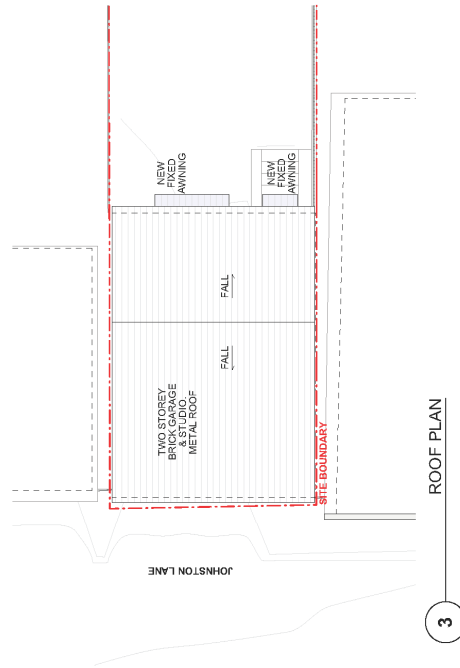 NEW
FIXED
AWNING
NEW
FIXED
AWNING
FALL
FALL
TWO STOREY
BRICK GARAGE
& STUDIO.
METAL ROOF
SITE BOUNDARY
JOHNSTON LANE
3
ROOF PLAN